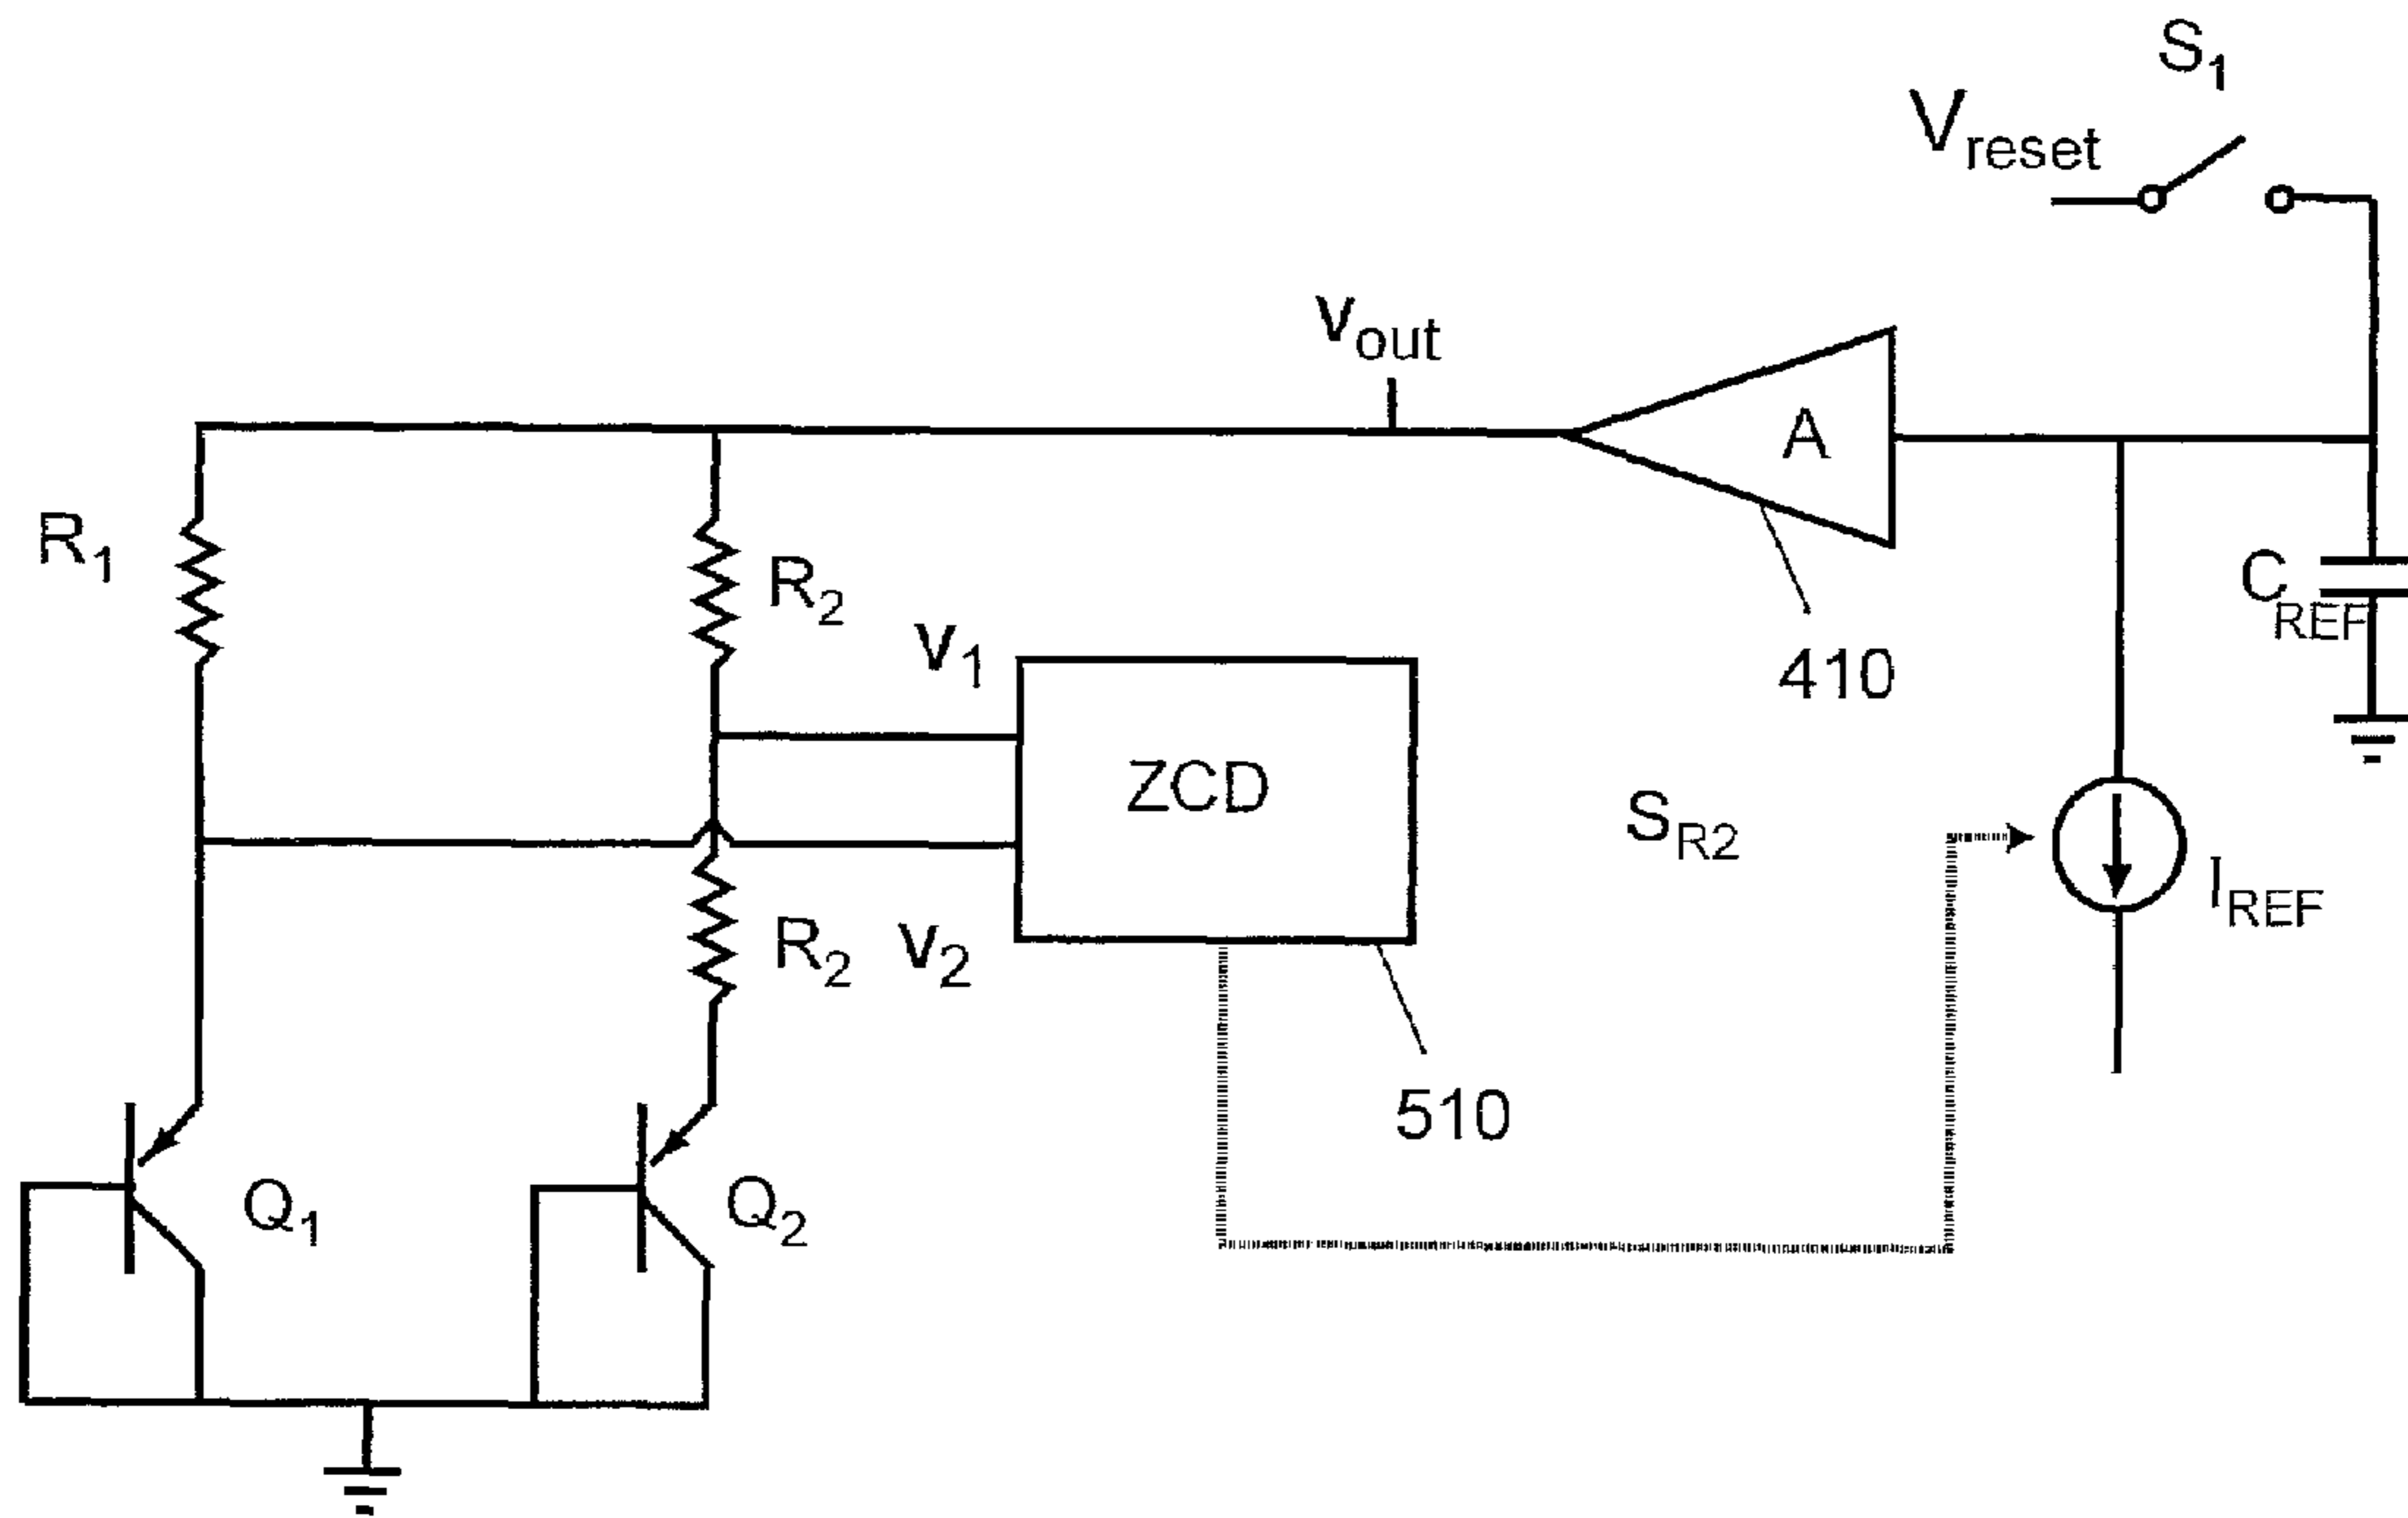 S1
Vreset
vout
A
R1
R2
v1
CREF
410
ZCD
SR2
IREF
R2
v2
510
Q1
Q2